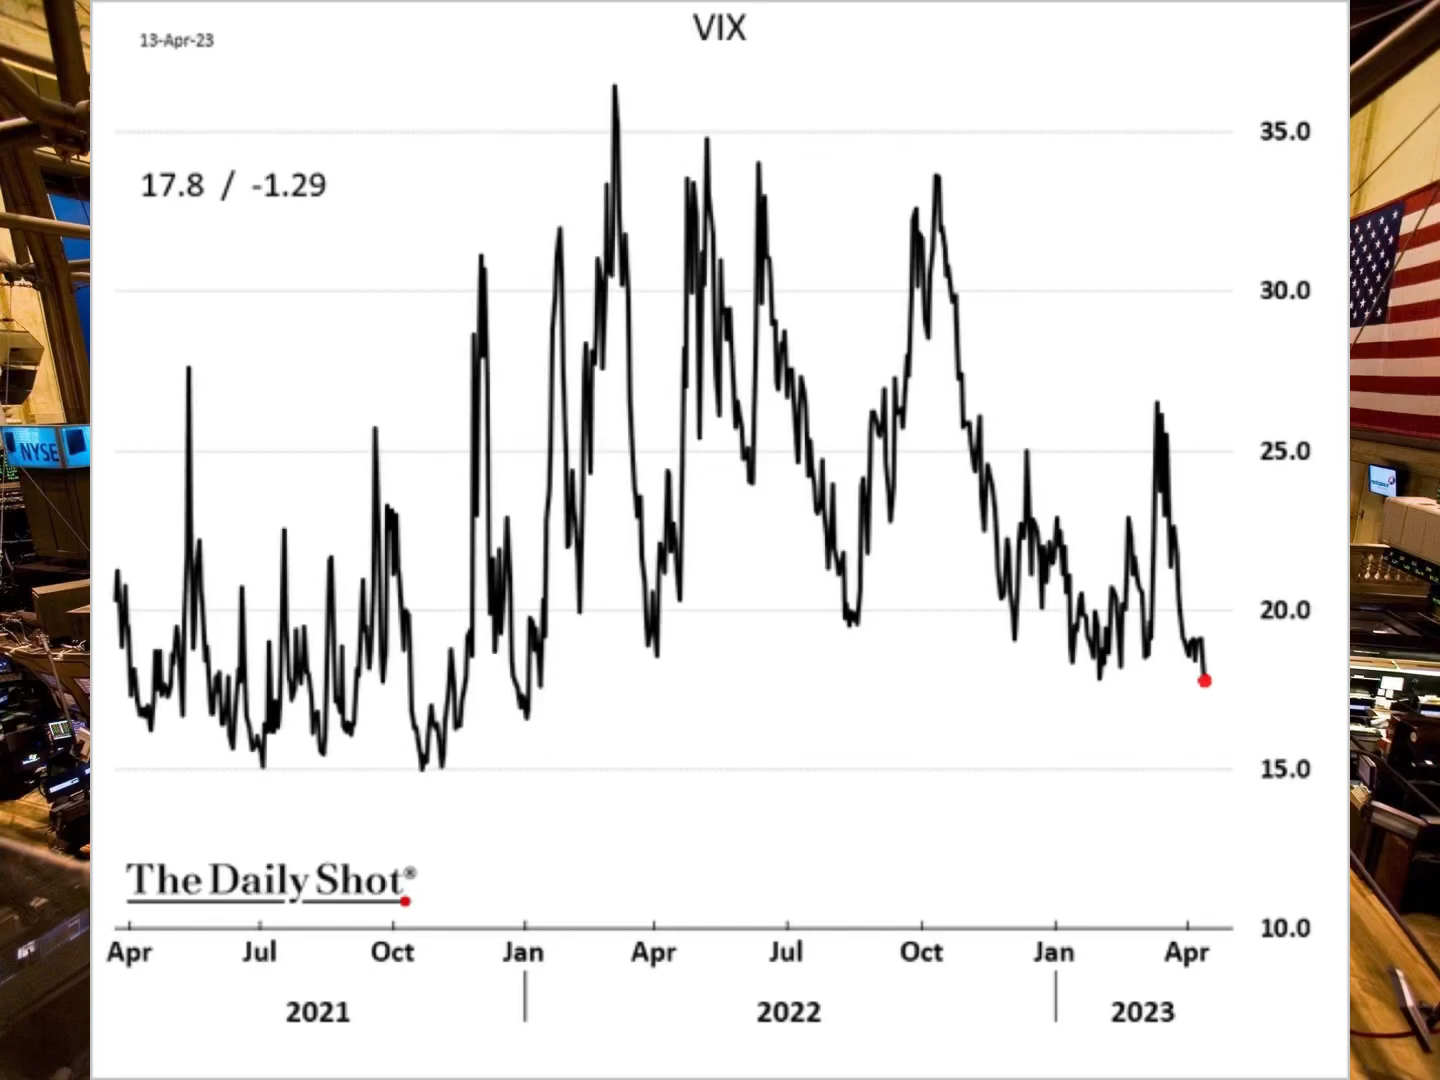 VIX
13-Apr-23
17.8 / -1.29
35.0
30.0
25.0
20.0
15.0
10.0
NYSE
The Daily Shot®
Apr Jul Oct Jan Apr Jul Oct Jan Apr
2021 2022 2023